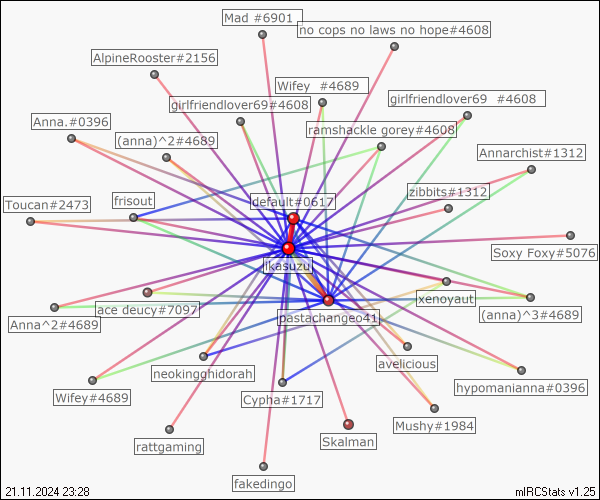 Mad #6901
no cops no laws no hope#4608
AlpineRooster#2156
Wifey  #4689
girlfriendlover69#4608
girlfriendlover69  #4608
Anna.#0396
ramshackle gorey#4608
(anna)^2#4689
Annarchist#1312
zibbits#1312
frisout
default#0617
Toucan#2473
Soxy Foxy#5076
ikasuzu
xenoyaut
ace deucy#7097
(anna)^3#4689
pastachangeo41
Anna^2#4689
avelicious
neokingghidorah
hypomanianna#0396
Wifey#4689
Cypha#1717
Mushy#1984
Skalman
rattgaming
fakedingo
21.11.2024 23:28
mIRCStats v1.25